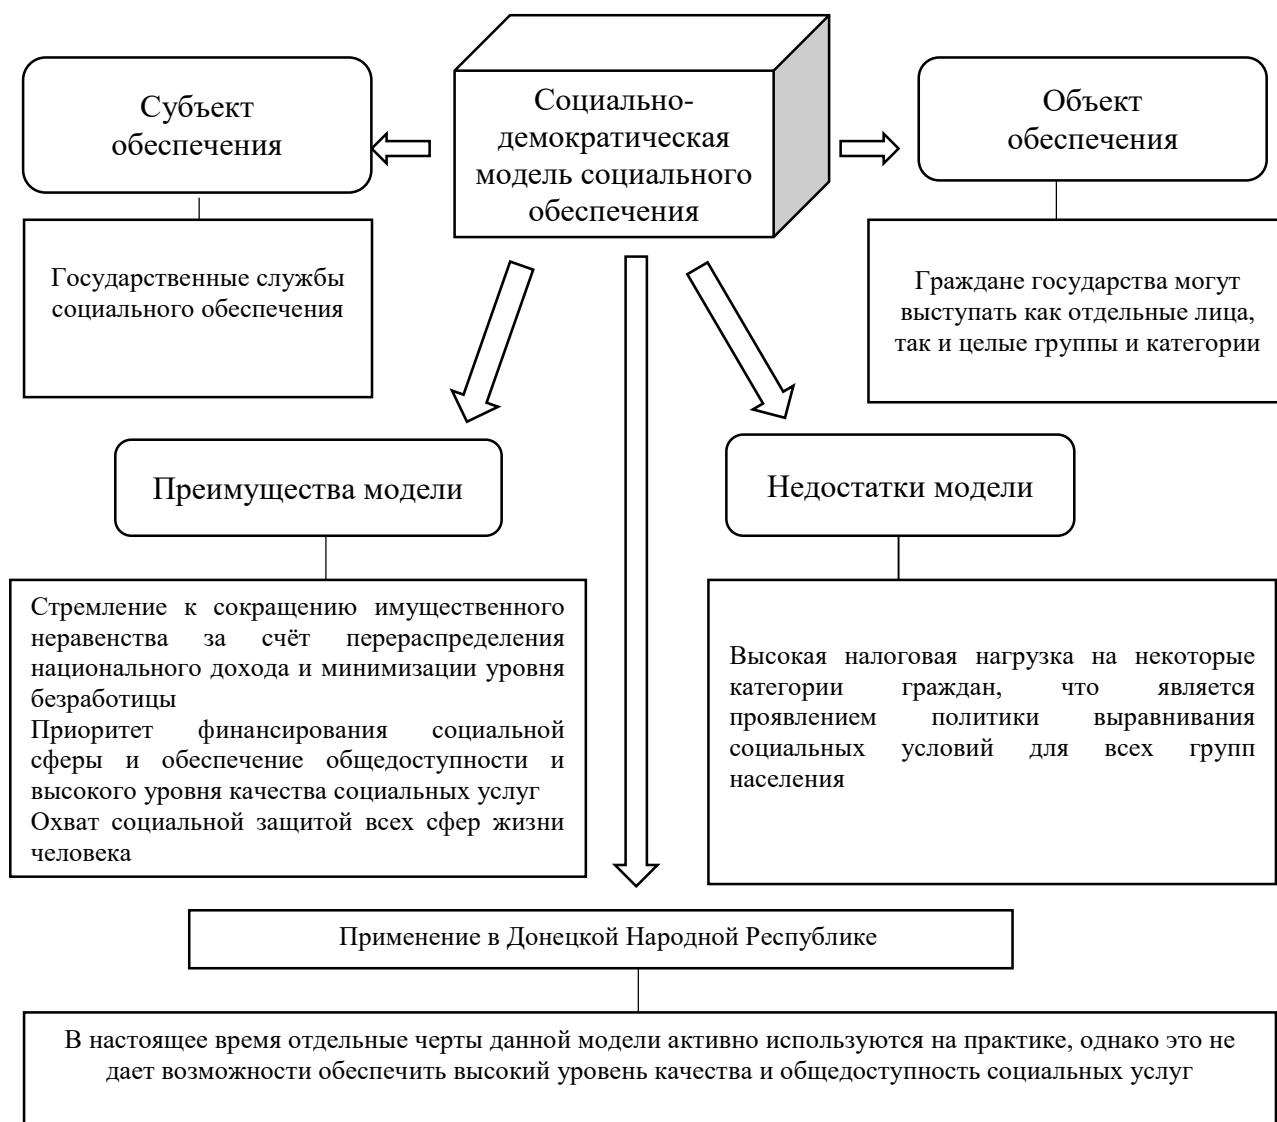 Социально-
демократическая
модель социального
обеспечения
Субъект
обеспечения
Объект
обеспечения
Государственные службы
социального обеспечения
Граждане государства могут
выступать как отдельные лица,
так и целые группы и категории
Преимущества модели
Недостатки модели
Стремление к сокращению имущественного
неравенства за счёт перераспределения
национального дохода и минимизации уровня
безработицы
Приоритет финансирования социальной
сферы и обеспечение общедоступности и
высокого уровня качества социальных услуг
Охват социальной защитой всех сфер жизни
человека
Высокая налоговая нагрузка на некоторые
категории граждан, что является
проявлением политики выравнивания
социальных условий для всех групп
населения
Применение в Донецкой Народной Республике
В настоящее время отдельные черты данной модели активно используются на практике, однако это не
дает возможности обеспечить высокий уровень качества и общедоступность социальных услуг